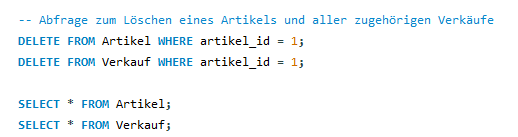 -- Abfrage zum Löschen eines Artikels und aller zugehörigen Verkäufe
DELETE FROM Artikel WHERE artikel_id = 1;
DELETE FROM Verkauf WHERE artikel_id = 1;
SELECT * FROM Artikel;
SELECT * FROM Verkauf;